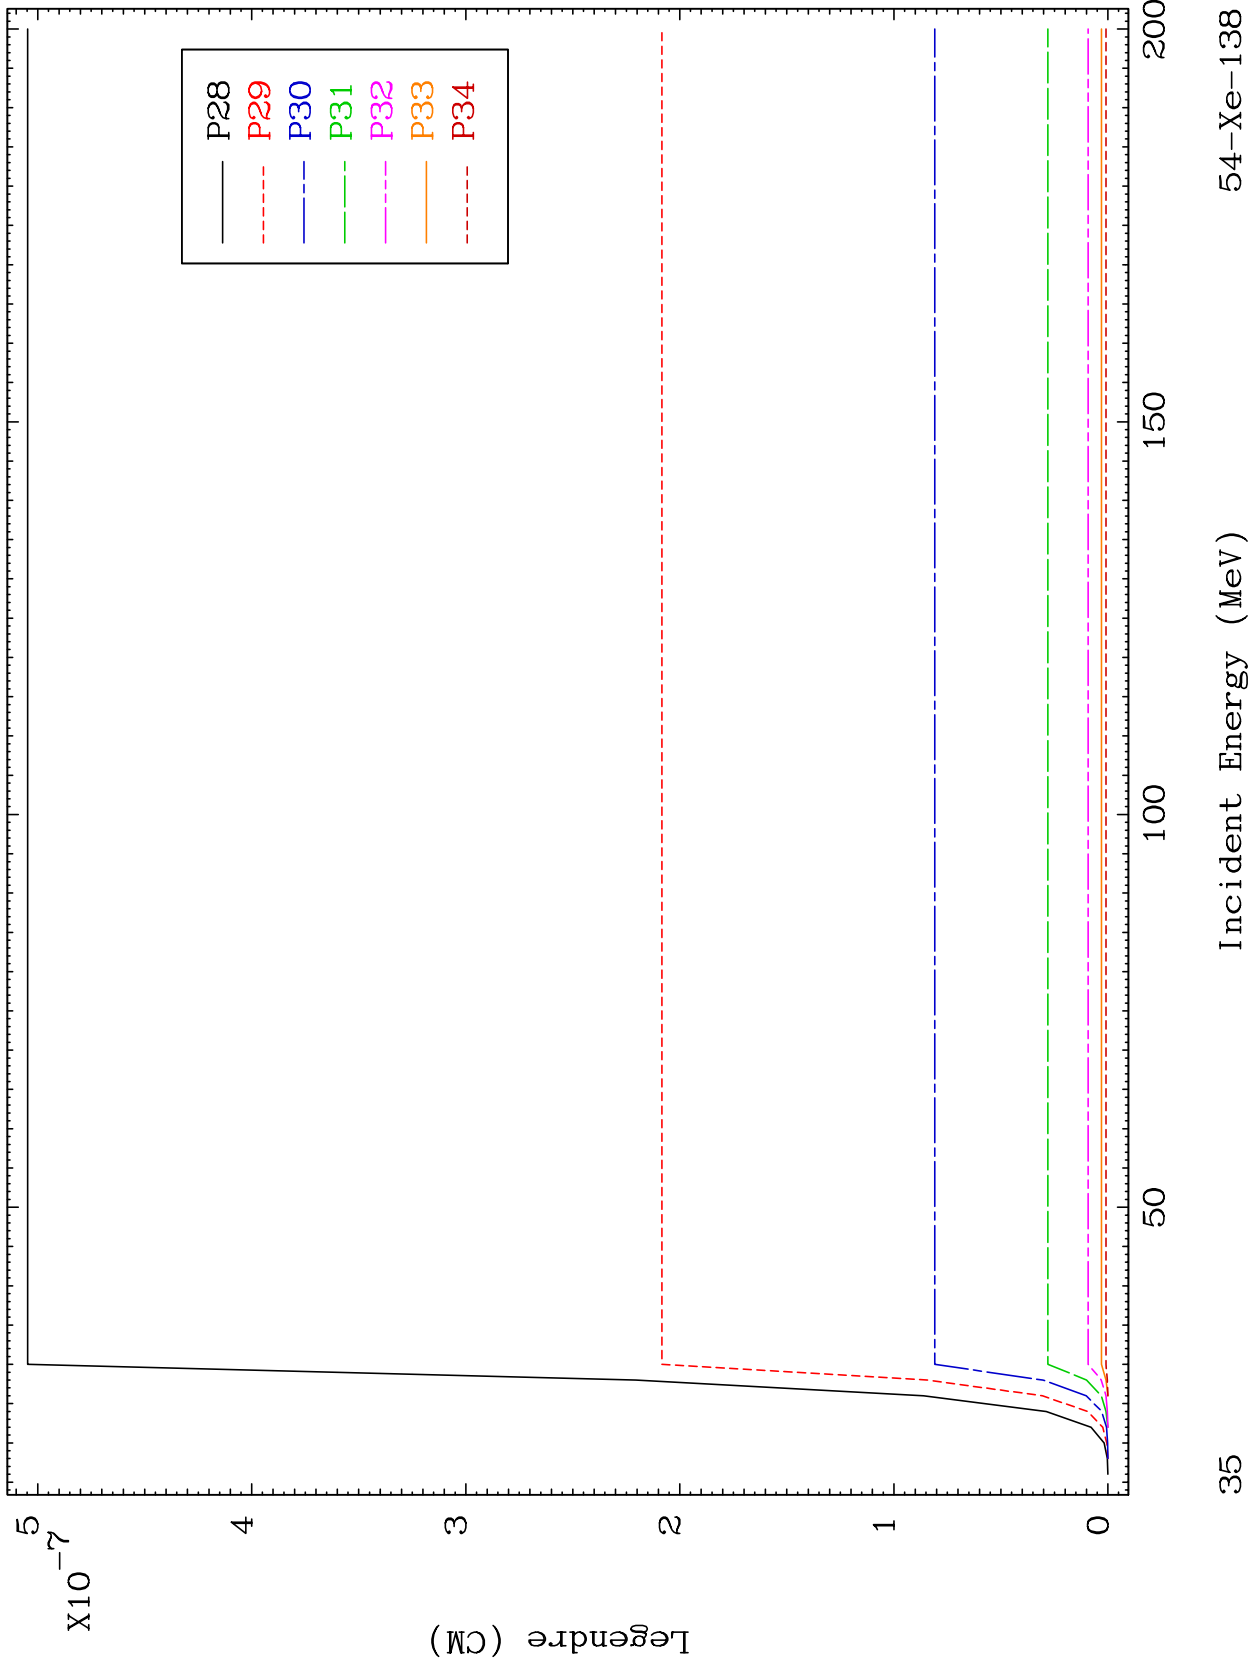 X10
-7
5
4
3
2
1
0
Legendre (CM)
P28
P29
P30
P31
P32
P33
P34
50
100
150
200
Incident Energy (MeV)
35
54-Xe-138